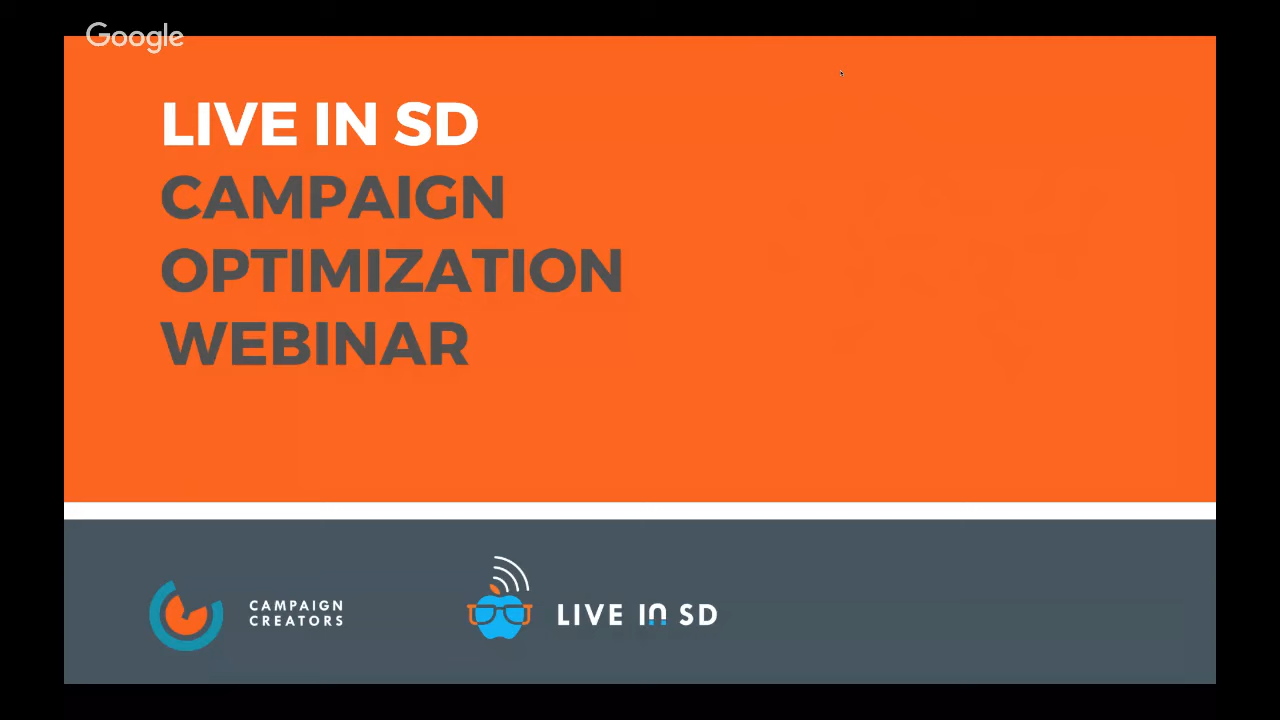 Google
LIVE IN SD
CAMPAIGN
OPTIMIZATION
WEBINAR
CAMPAIGN
CREATORS
LIVE IN SD